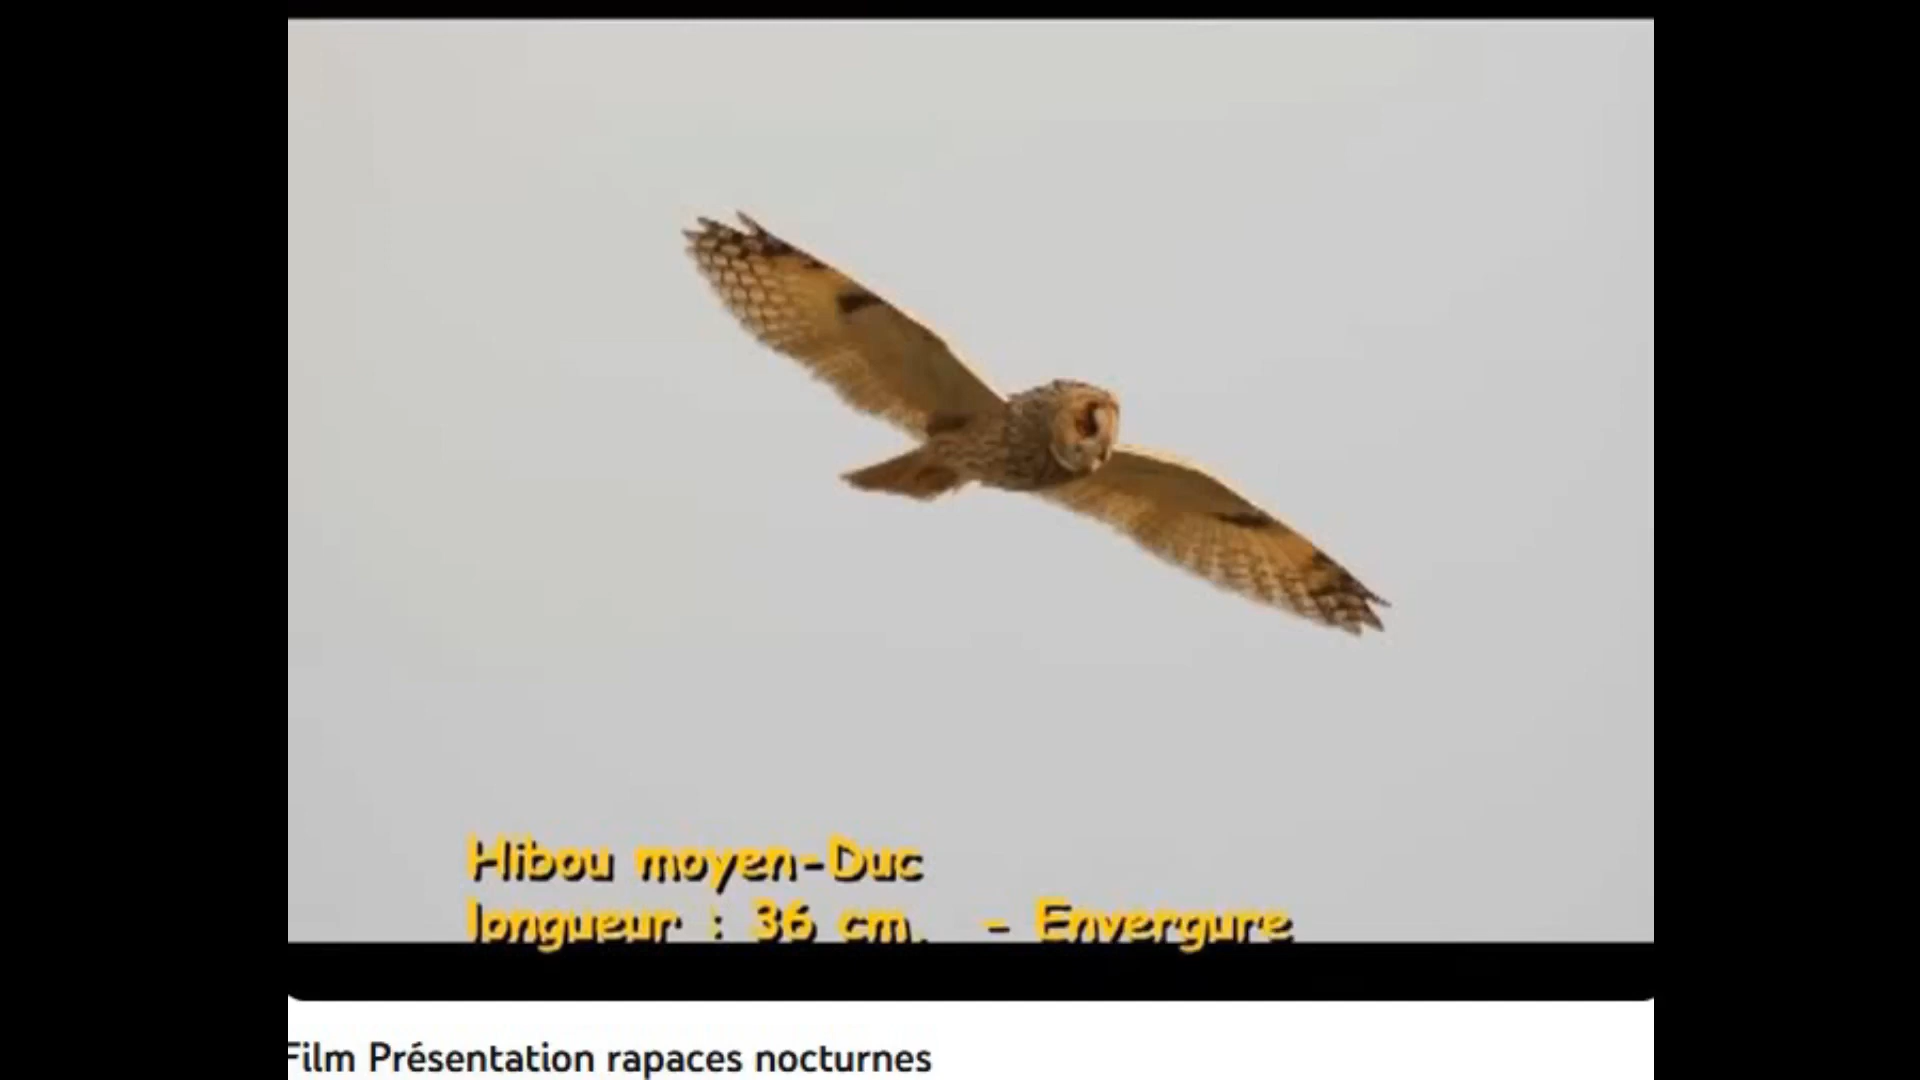 Hibou moyen-Duc
longueur : 36 cm. - Envergure
Film Présentation rapaces nocturnes